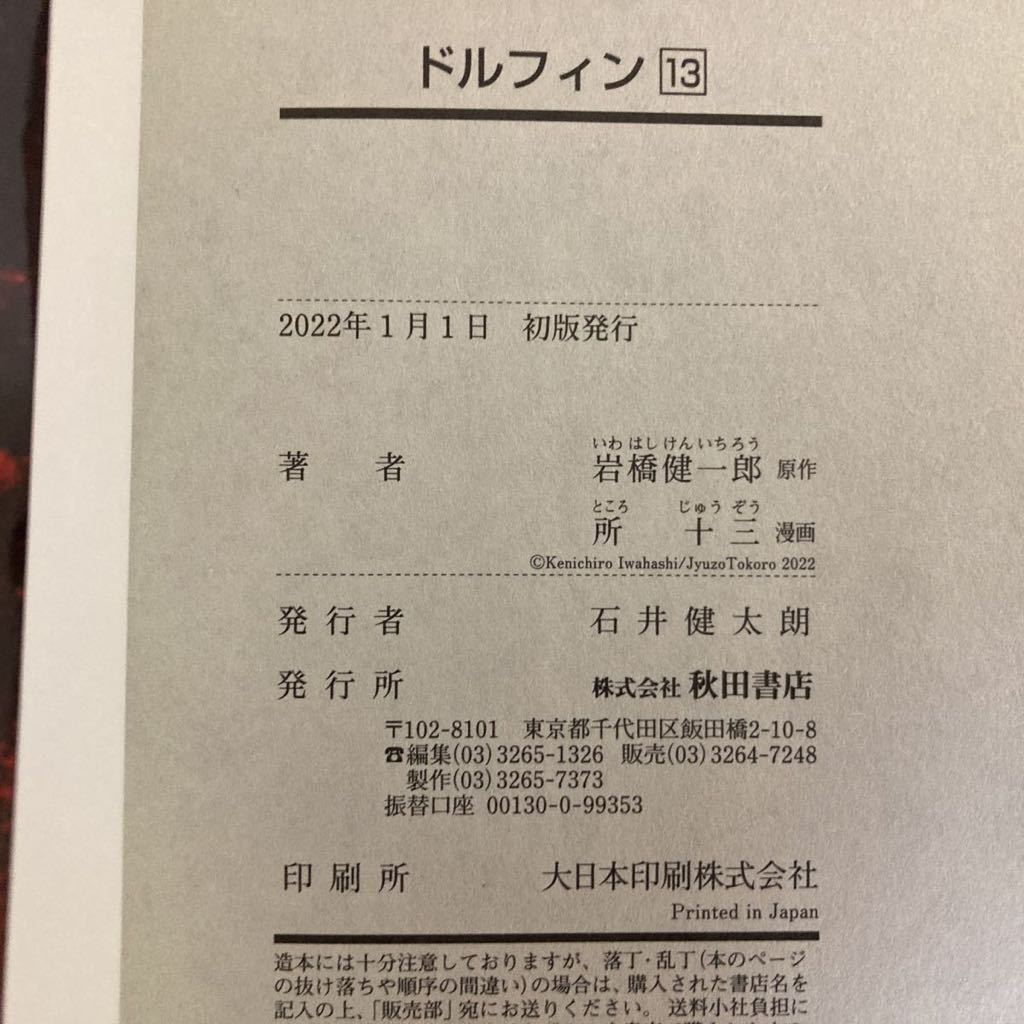 ドルフィン 13
2022年1月1日 初版発行
いわ はし けん いち ろう
著 者 岩橋健一郎 原作
ところ じゅう ぞう
所 十三 漫画
©Kenichiro Iwahashi/JyuzoTokoro 2022
発行者 石井健太朗
発行所 株式会社 秋田書店
〒102-8101 東京都千代田区飯田橋2-10-8
☎編集(03)3265-1326 販売(03)3264-7248
製作(03)3265-7373
振替口座 00130-0-99353
印刷所 大日本印刷株式会社
Printed in Japan
造本には十分注意しておりますが、落丁・乱丁(本のページ
の抜け落ちや順序の間違い)の場合は、購入された書店名を
記入の上、「販売部」宛にお送りください。送料小社負担に